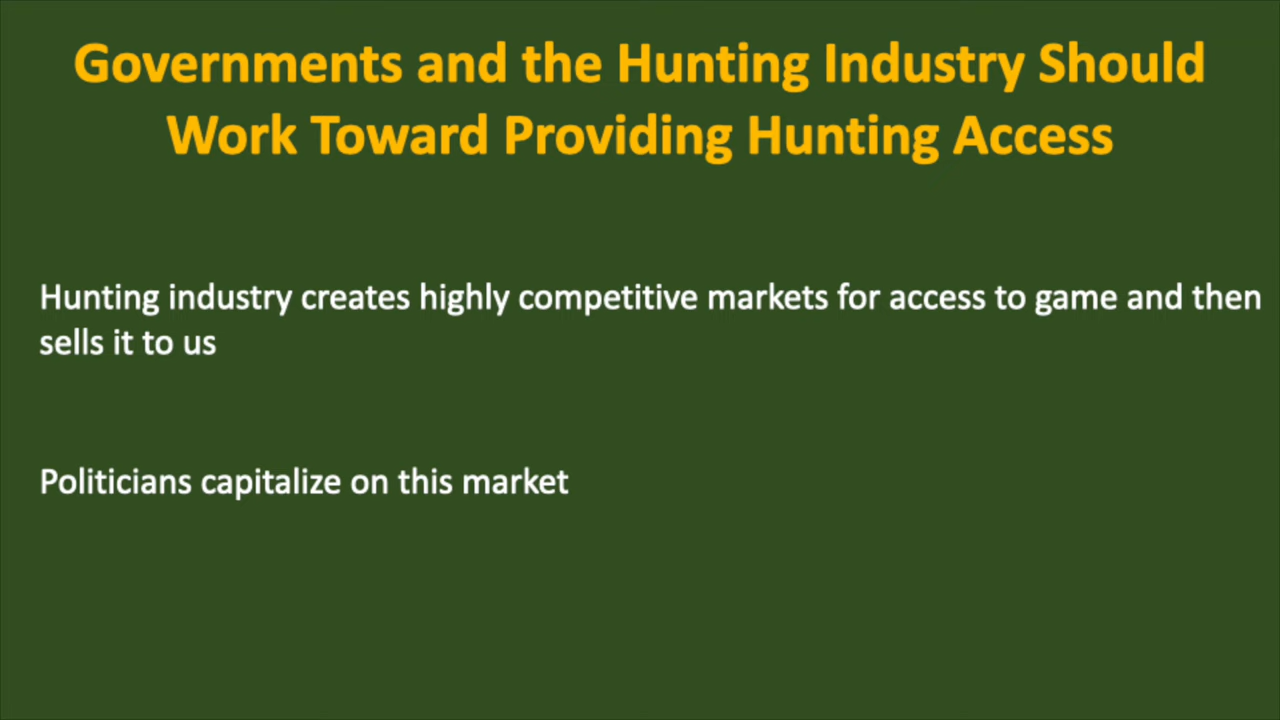 Governments and the Hunting Industry Should
Work Toward Providing Hunting Access
Hunting industry creates highly competitive markets for access to game and then
sells it to us
Politicians capitalize on this market